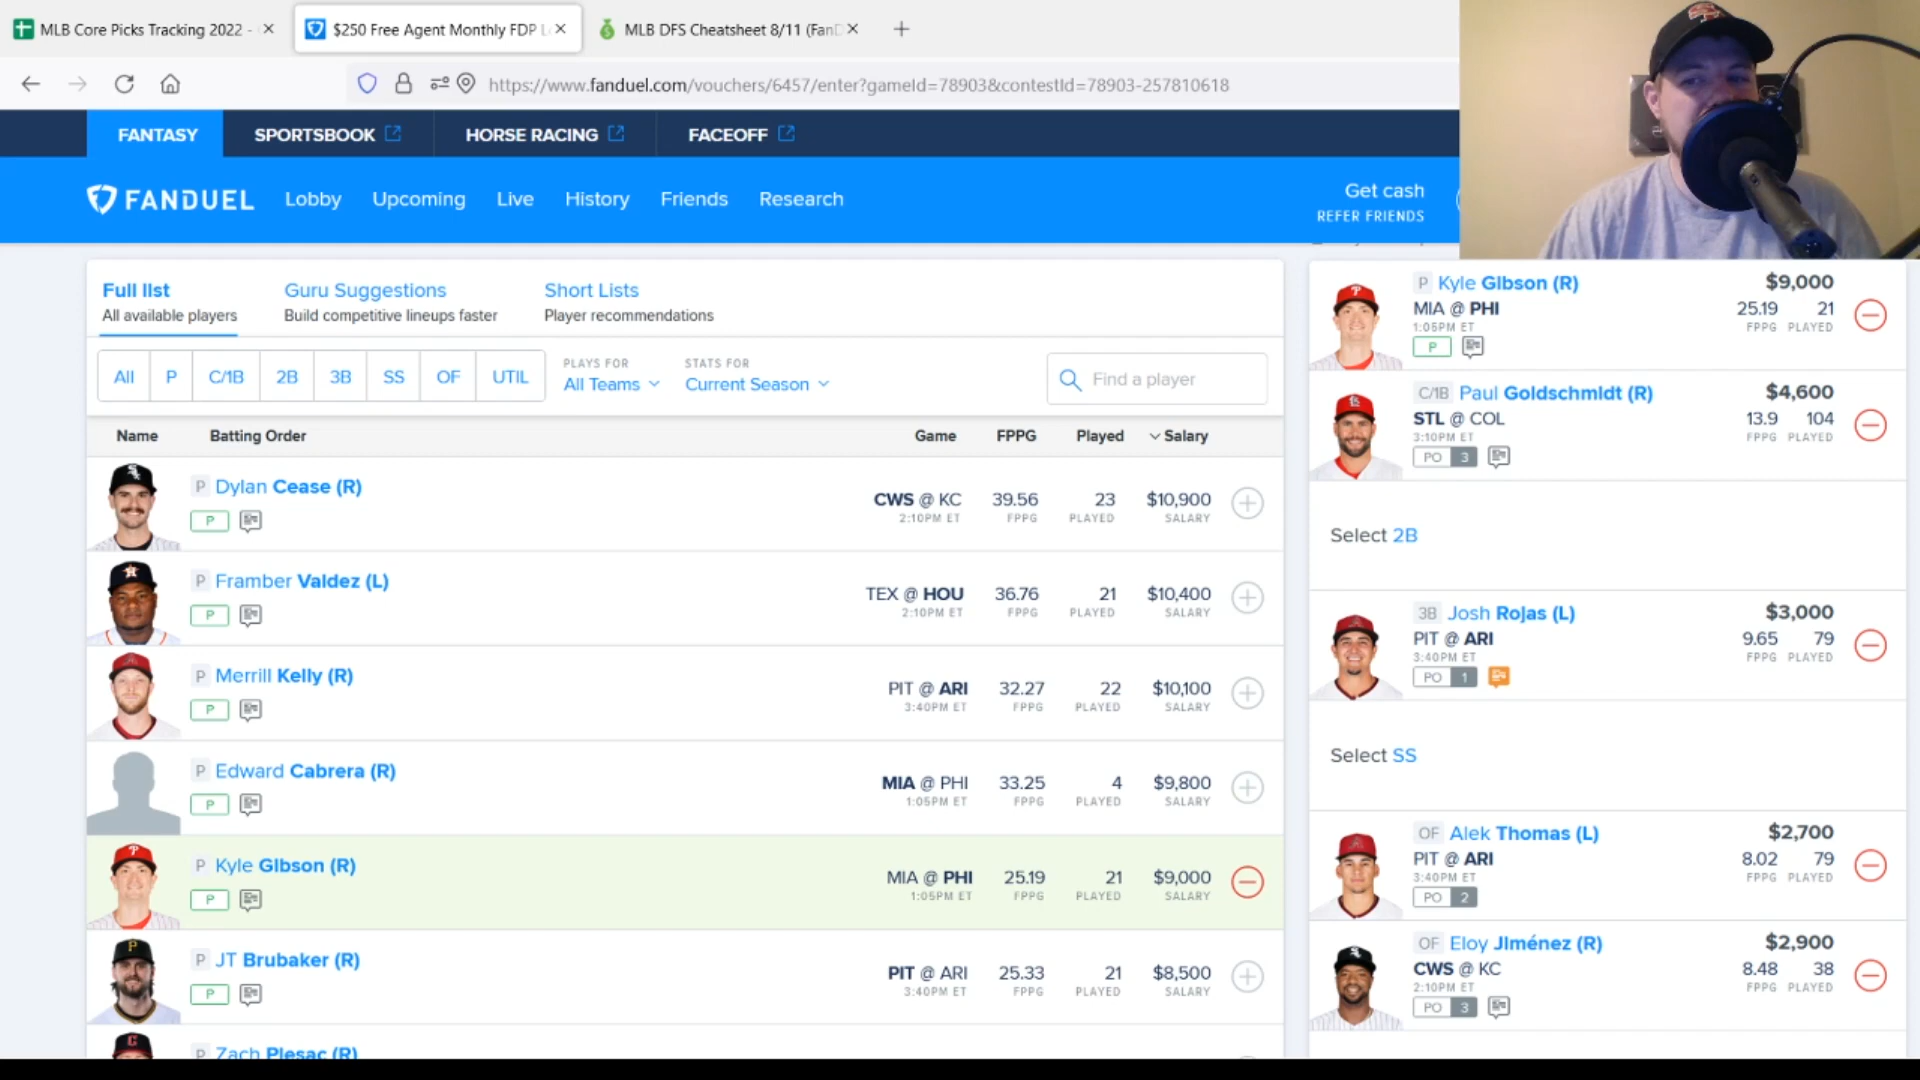 MLB Core Picks Tracking 2022 -
$250 Free Agent Monthly FDP L
MLB DFS Cheatsheet 8/11 (FanD
https://www.fanduel.com/vouchers/6457/enter?gameId=78903&contestId=78903-257810618
FANTASY SPORTSBOOK HORSE RACING FACEOFF
FANDUEL Lobby Upcoming Live History Friends Research
Get cash
REFER FRIENDS
Full list Guru Suggestions Short Lists
All available players Build competitive lineups faster Player recommendations
All P C/1B 2B 3B SS OF UTIL
PLAYS FOR
All Teams
STATS FOR
Current Season
Find a player
Name Batting Order Game FPPG Played Salary
P Dylan Cease (R)
P
CWS @ KC 39.56 23 $10,900
2:10PM ET FPPG PLAYED SALARY
P Framber Valdez (L)
P
TEX @ HOU 36.76 21 $10,400
2:10PM ET FPPG PLAYED SALARY
P Merrill Kelly (R)
P
PIT @ ARI 32.27 22 $10,100
3:40PM ET FPPG PLAYED SALARY
P Edward Cabrera (R)
P
MIA @ PHI 33.25 4 $9,800
1:05PM ET FPPG PLAYED SALARY
P Kyle Gibson (R)
P
MIA @ PHI 25.19 21 $9,000
1:05PM ET FPPG PLAYED SALARY
P JT Brubaker (R)
P
PIT @ ARI 25.33 21 $8,500
3:40PM ET FPPG PLAYED SALARY
P Zach Plesac (R)
P Kyle Gibson (R) $9,000
MIA @ PHI 25.19 21
1:05PM ET FPPG PLAYED
P
C/1B Paul Goldschmidt (R) $4,600
STL @ COL 13.9 104
3:10PM ET FPPG PLAYED
PO 3
Select 2B
3B Josh Rojas (L) $3,000
PIT @ ARI 9.65 79
3:40PM ET FPPG PLAYED
PO 1
Select SS
OF Alek Thomas (L) $2,700
PIT @ ARI 8.02 79
3:40PM ET FPPG PLAYED
PO 2
OF Eloy Jiménez (R) $2,900
CWS @ KC 8.48 38
2:10PM ET FPPG PLAYED
PO 3